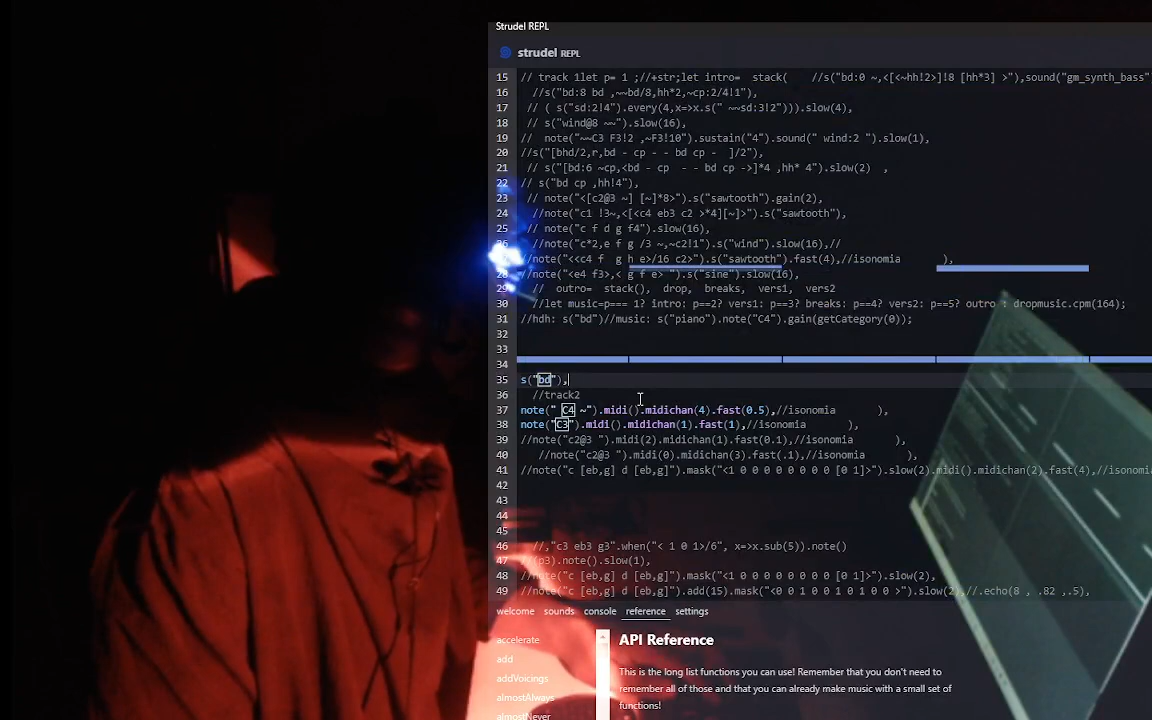 Strudel REPL
strudel REPL
15 // track 1let p= 1 ;//+str;let intro=  stack(    //s("bd:0 ~,<[<~hh!2>]!8 [hh*3] >"),sound("gm_synth_bass"
16 //s("bd:8 bd ,~~bd/8,hh*2,~cp:2/4!1"),
17 // ( s("sd:2!4").every(4,x=>x.s(" ~~sd:3!2"))).slow(4),
18 // s("wind@8 ~~").slow(16),
19 //  note("~~C3 F3!2 ,~F3!10").sustain("4").sound(" wind:2 ").slow(1),
20 //s("[bhd/2,r,bd - cp - - bd cp -  ]/2"),
21 // s("[bd:6 ~cp,<bd - cp  - - bd cp ->]*4 ,hh* 4").slow(2)  ,
22 // s("bd cp ,hh!4"),
23 // note("<[c2@3 ~] [~]*8>").s("sawtooth").gain(2),
24 //note("c1 !3~,<[<c4 eb3 c2 >*4][~]>").s("sawtooth"),
25 //note("c f d g f4").slow(16),
26 //note("c*2,e f g /3 ~,~c2!1").s("wind").slow(16),//
//note("<<c4 f  g h e>/16 c2>").s("sawtooth").fast(4),//isonomia         ),
28 //note("<e4 f3>,< g f e> ").s("sine").slow(16),
29 //  outro=  stack(), drop, breaks, vers1, vers2
30 //let music=p=== 1? intro: p==2? vers1: p==3? breaks: p==4? vers2: p==5? outro : dropmusic.cpm(164);
31 //hdh: s("bd")//music: s("piano").note("C4").gain(getCategory(0));
32
33
34
35 s("bd"),
36 //track2
37 note(" C4 ~").midi().midichan(4).fast(0.5),//isonomia       ),
38 note("C3").midi().midichan(1).fast(1),//isonomia       ),
39 //note("c2@3 ").midi(2).midichan(1).fast(0.1),//isonomia       ),
40 //note("c2@3 ").midi(0).midichan(3).fast(.1),//isonomia       ),
41 //note("c [eb,g] d [eb,g]").mask("<1 0 0 0 0 0 0 0 0 [0 1]>").slow(2).midi().midichan(2).fast(4),//isonomia
42
43
44
45
46 //,"c3 eb3 g3".when("< 1 0 1>/6", x=>x.sub(5)).note()
47 //(p3).note().slow(1),
48 //note("c [eb,g] d [eb,g]").mask("<1 0 0 0 0 0 0 0 0 [0 1]>").slow(2),
49 //note("c [eb,g] d [eb,g]").add(15).mask("<0 0 1 0 0 1 0 1 0 0 >").slow(2),//.echo(8 , .82 ,.5),
welcome sounds console reference settings
accelerate
add
addVoicings
almostAlways
almostNever
API Reference
This is the long list functions you can use! Remember that you don't need to
remember all of those and that you can already make music with a small set of
functions!